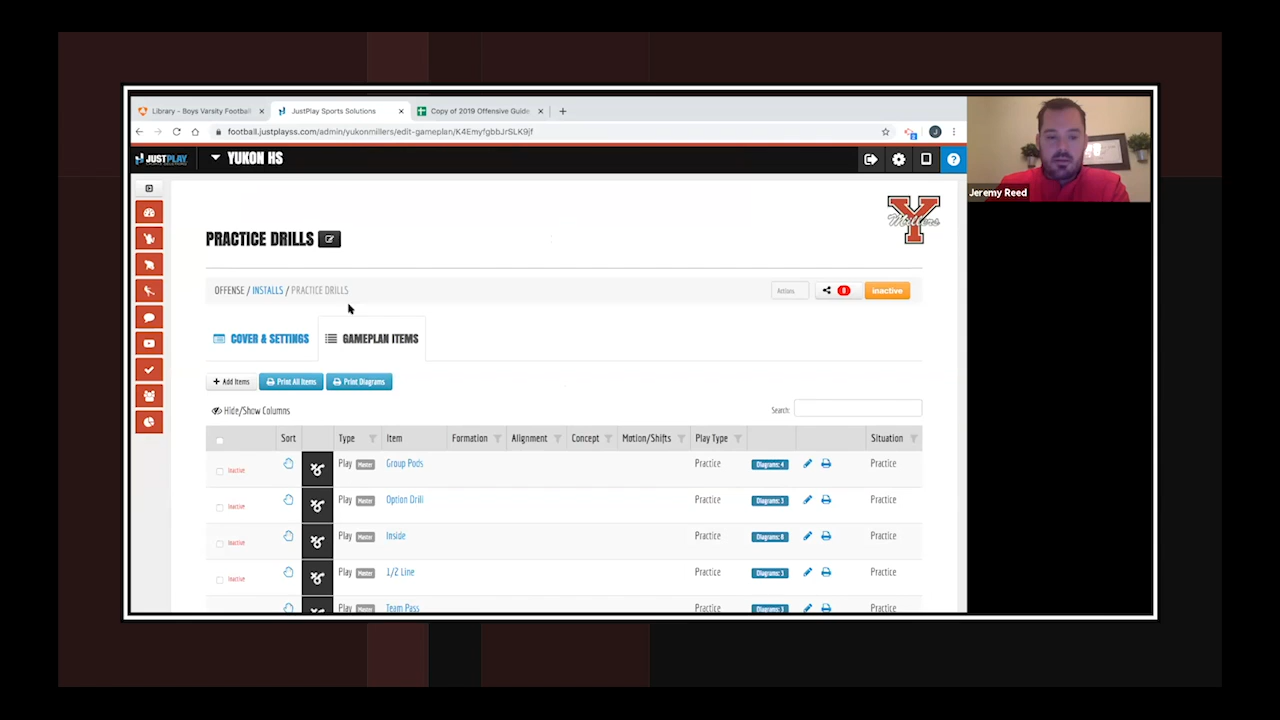 Library - Boys Varsity Football
JustPlay Sports Solutions
Copy of 2019 Offensive Guide
football.justplayss.com/admin/yukonmillers/edit-gameplan/K4EmyfgbbJrSLK9jf
J
JUSTPLAY
YUKON HS
Jeremy Reed
Y
Millers
PRACTICE DRILLS
OFFENSE / INSTALLS / PRACTICE DRILLS
Actions
0
inactive
COVER & SETTINGS
GAMEPLAN ITEMS
+ Add Items
Print All Items
Print Diagrams
Hide/Show Columns
Search:
Sort Type Item Formation Alignment Concept Motion/Shifts Play Type Situation
Inactive Play Master Group Pods Practice Diagrams: 4 Practice
Inactive Play Master Option Drill Practice Diagrams: 3 Practice
Inactive Play Master Inside Practice Diagrams: 8 Practice
Inactive Play Master 1/2 Line Practice Diagrams: 3 Practice
Play Master Team Pass Practice Diagrams: 3 Practice